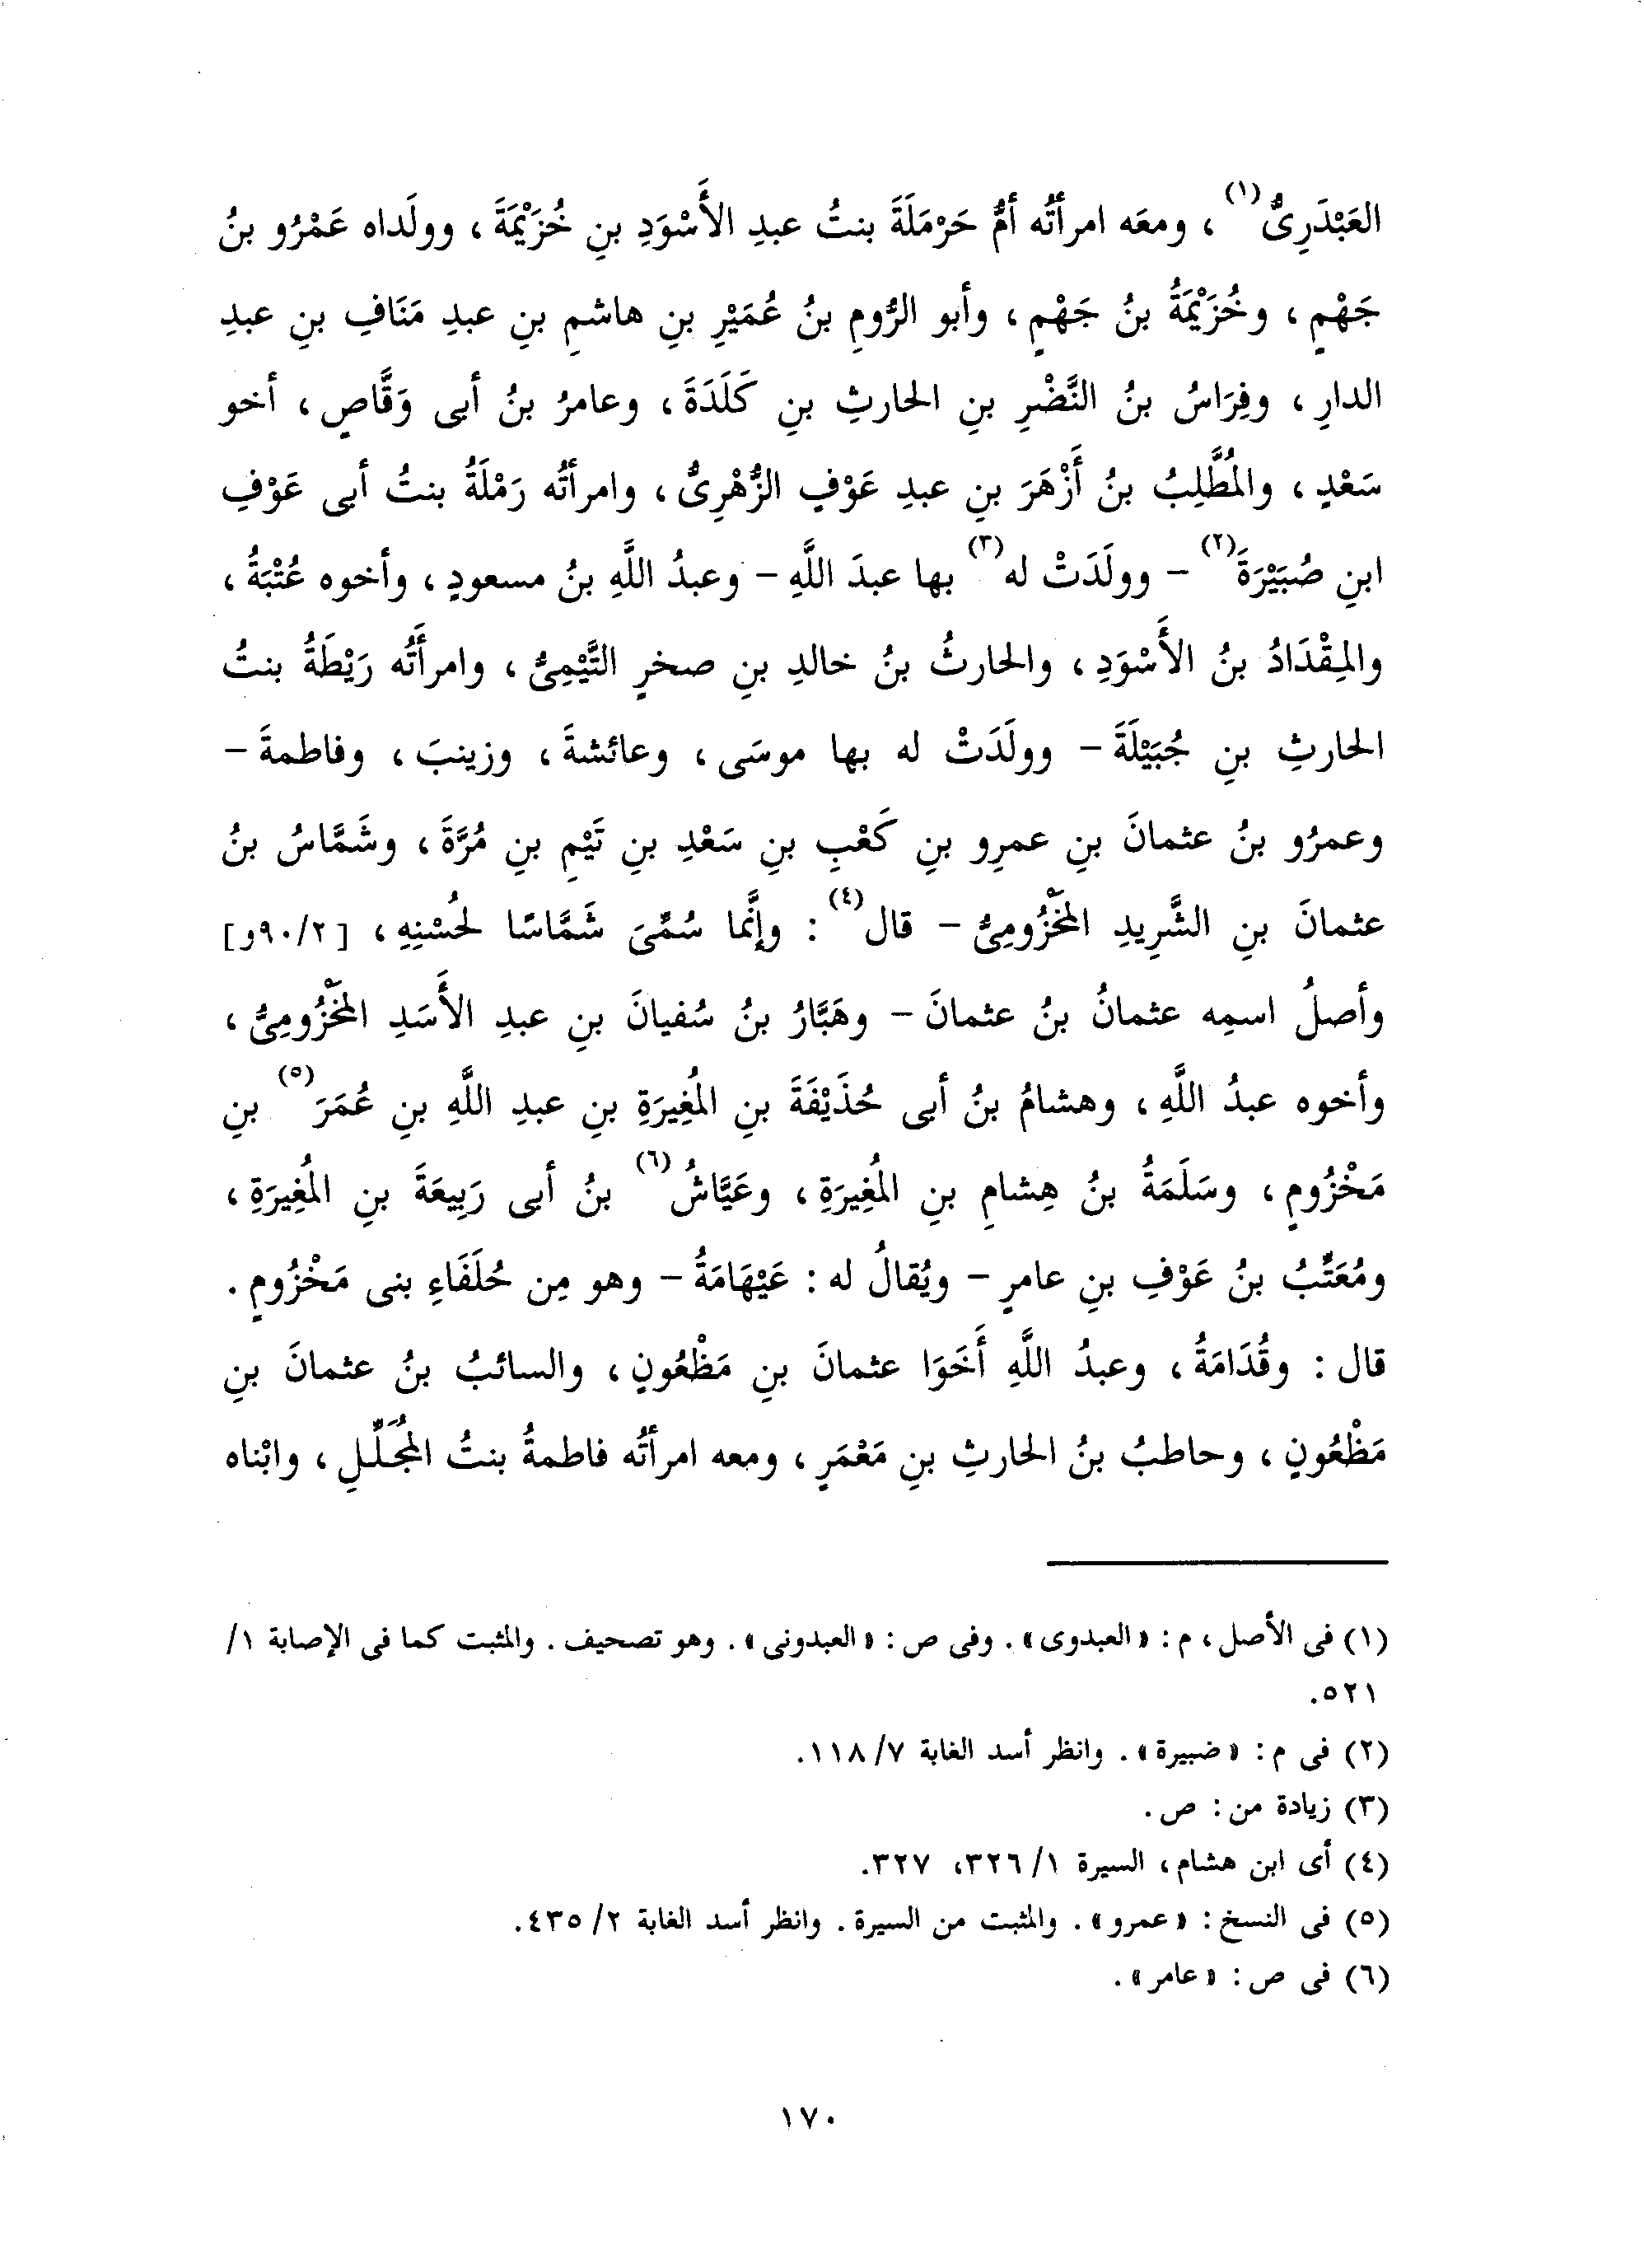 العَبْدَرِىُّ(١)، ومعَه امرأتُه أمُّ حَرْمَلَةَ بنتُ عبدِ الأَسْوَدِ بنِ خُزَيْمَةَ، وولَداه عَمْرُو بنُ
جَهْمٍ، وخُزَيْمَةُ بنُ جَهْمٍ، وأبو الرُّومِ بنُ عُمَيْرِ بنِ هاشمِ بنِ عبدِ مَنَافِ بنِ عبدِ
الدارِ، وفِرَاسُ بنُ النَّضْرِ بنِ الحارثِ بنِ كَلَدَةَ، وعامرُ بنُ أبى وَقَّاصٍ، أخو
سَعْدٍ، والمُطَّلِبُ بنُ أَزْهَرَ بنِ عبدِ عَوْفٍ الزُّهْرِىُّ، وامرأتُه رَمْلَةُ بنتُ أبى عَوْفِ
ابنِ صُبَيْرَةَ(٢) - وولَدَتْ له(٣) بها عبدَ اللَّهِ - وعبدُ اللَّهِ بنُ مسعودٍ، وأخوه عُتْبَةُ،
والمِقْدَادُ بنُ الأَسْوَدِ، والحارثُ بنُ خالدِ بنِ صخرٍ التَّيْمِىُّ، وامرأَتُه رَيْطَةُ بنتُ
الحارثِ بنِ جُبَيْلَةَ - وولَدَتْ له بها موسَى، وعائشةَ، وزينبَ، وفاطمةَ -
وعمرُو بنُ عثمانَ بنِ عمرِو بنِ كَعْبِ بنِ سَعْدِ بنِ تَيْمِ بنِ مُرَّةَ، وشَمَّاسُ بنُ
عثمانَ بنِ الشَّرِيدِ المَخْزُومِىُّ - قال(٤) : وإنَّما سُمِّىَ شَمَّاسًا لحُسْنِهِ، [٩٠/٢و]
وأصلُ اسمِه عثمانُ بنُ عثمانَ - وهَبَّارُ بنُ سُفيانَ بنِ عبدِ الأَسَدِ المَخْزُومِىُّ،
وأخوه عبدُ اللَّهِ، وهشامُ بنُ أبى حُذَيْفَةَ بنِ المُغِيرَةِ بنِ عبدِ اللَّهِ بنِ عُمَرَ(٥) بنِ
مَخْزُومٍ، وسَلَمَةُ بنُ هِشامِ بنِ المُغِيرَةِ، وعَيَّاشُ(٦) بنُ أبى رَبِيعَةَ بنِ المُغِيرَةِ،
ومُعَتِّبُ بنُ عَوْفِ بنِ عامرٍ - ويُقالُ له : عَيْهَامَةُ - وهو مِن حُلَفَاءِ بنى مَخْزُومٍ.
قال : وقُدَامَةُ، وعبدُ اللَّهِ أَخَوَا عثمانَ بنِ مَظْعُونٍ، والسائبُ بنُ عثمانَ بنِ
مَظْعُونٍ، وحاطبُ بنُ الحارثِ بنِ مَعْمَرٍ، ومعه امرأتُه فاطمةُ بنتُ المُجَلَّلِ، وابْناه
(١) فى الأصل، م : «العبدوى». وفى ص : «العبدونى». وهو تصحيف. والمثبت كما فى الإصابة ١/
٥٢١.
(٢) فى م : «ضبيرة». وانظر أسد الغابة ٧/ ١١٨.
(٣) زيادة من : ص.
(٤) أى ابن هشام، السيرة ١/ ٣٢٦، ٣٢٧.
(٥) فى النسخ : «عمرو». والمثبت من السيرة. وانظر أسد الغابة ٢/ ٤٣٥.
(٦) فى ص : «عامر».
١٧٠